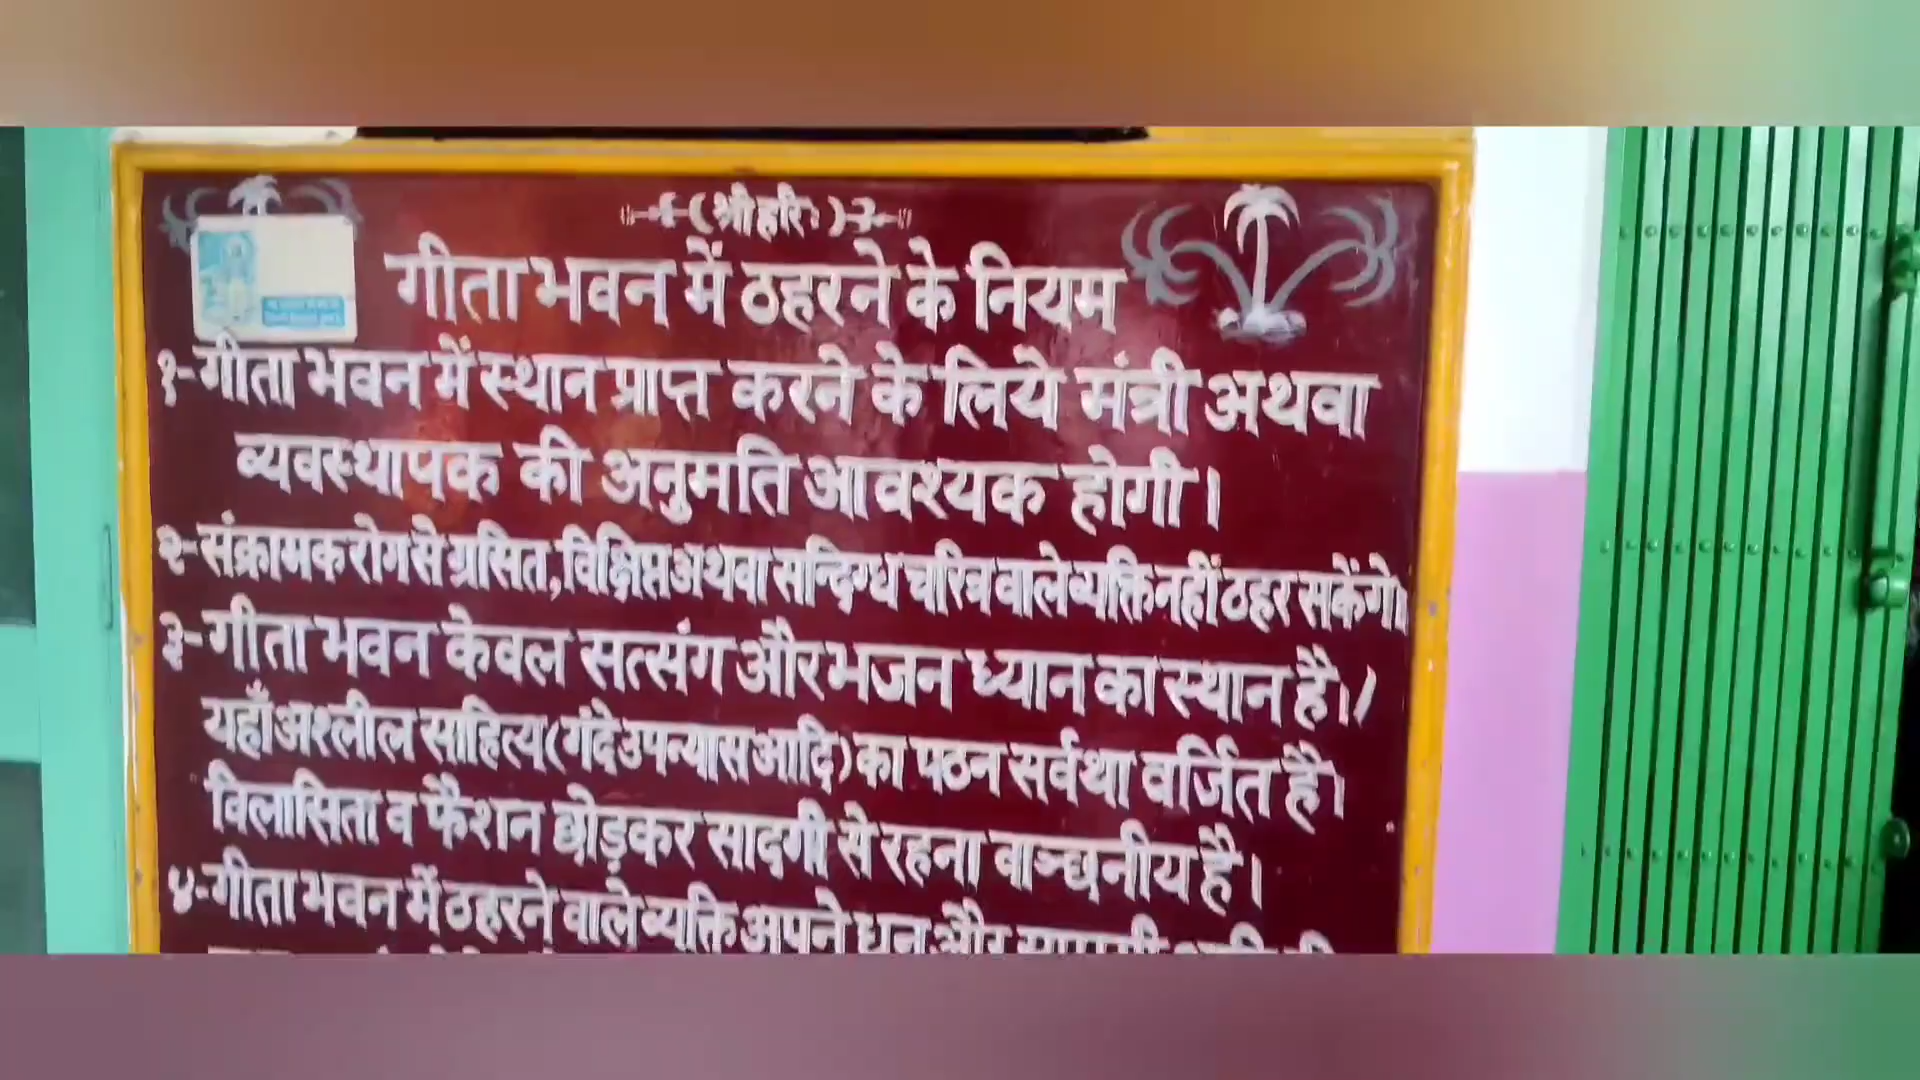 (श्री हरिः)
गीता भवन में ठहरने के नियम
१-गीता भवन में स्थान प्राप्त करने के लिये मंत्री अथवा
व्यवस्थापक की अनुमति आवश्यक होगी।
२-संक्रामक रोग से ग्रसित, विक्षिप्त अथवा सन्दिग्ध चरित्र वाले व्यक्ति नहीं ठहर सकेंगे।
३-गीता भवन केवल सत्संग और भजन ध्यान का स्थान है।
यहाँ अश्लील साहित्य (गंदे उपन्यास आदि) का पठन सर्वथा वर्जित है।
विलासिता व फैशन छोड़कर सादगी से रहना वाञ्छनीय है।
४-गीता भवन में ठहरने वाले व्यक्ति अपने धन और